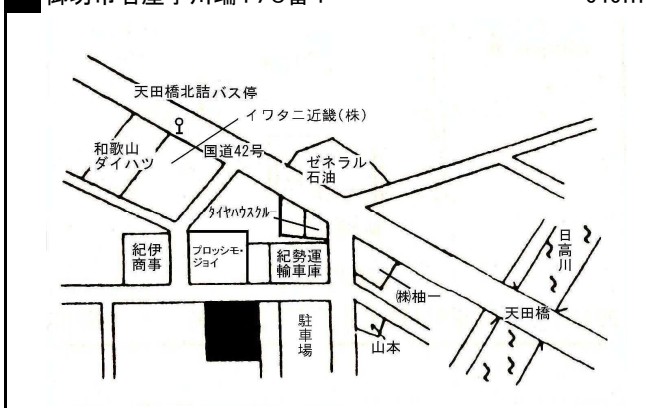 天田橋北詰バス停
イワタニ近畿(株)
和歌山
ダイハツ
国道42号
ゼネラル
石油
タイヤハウスクル
紀伊
商事
プロッシモ・
ジョイ
紀勢運
輸車庫
日高川
㈱柚一
天田橋
駐車場
山本